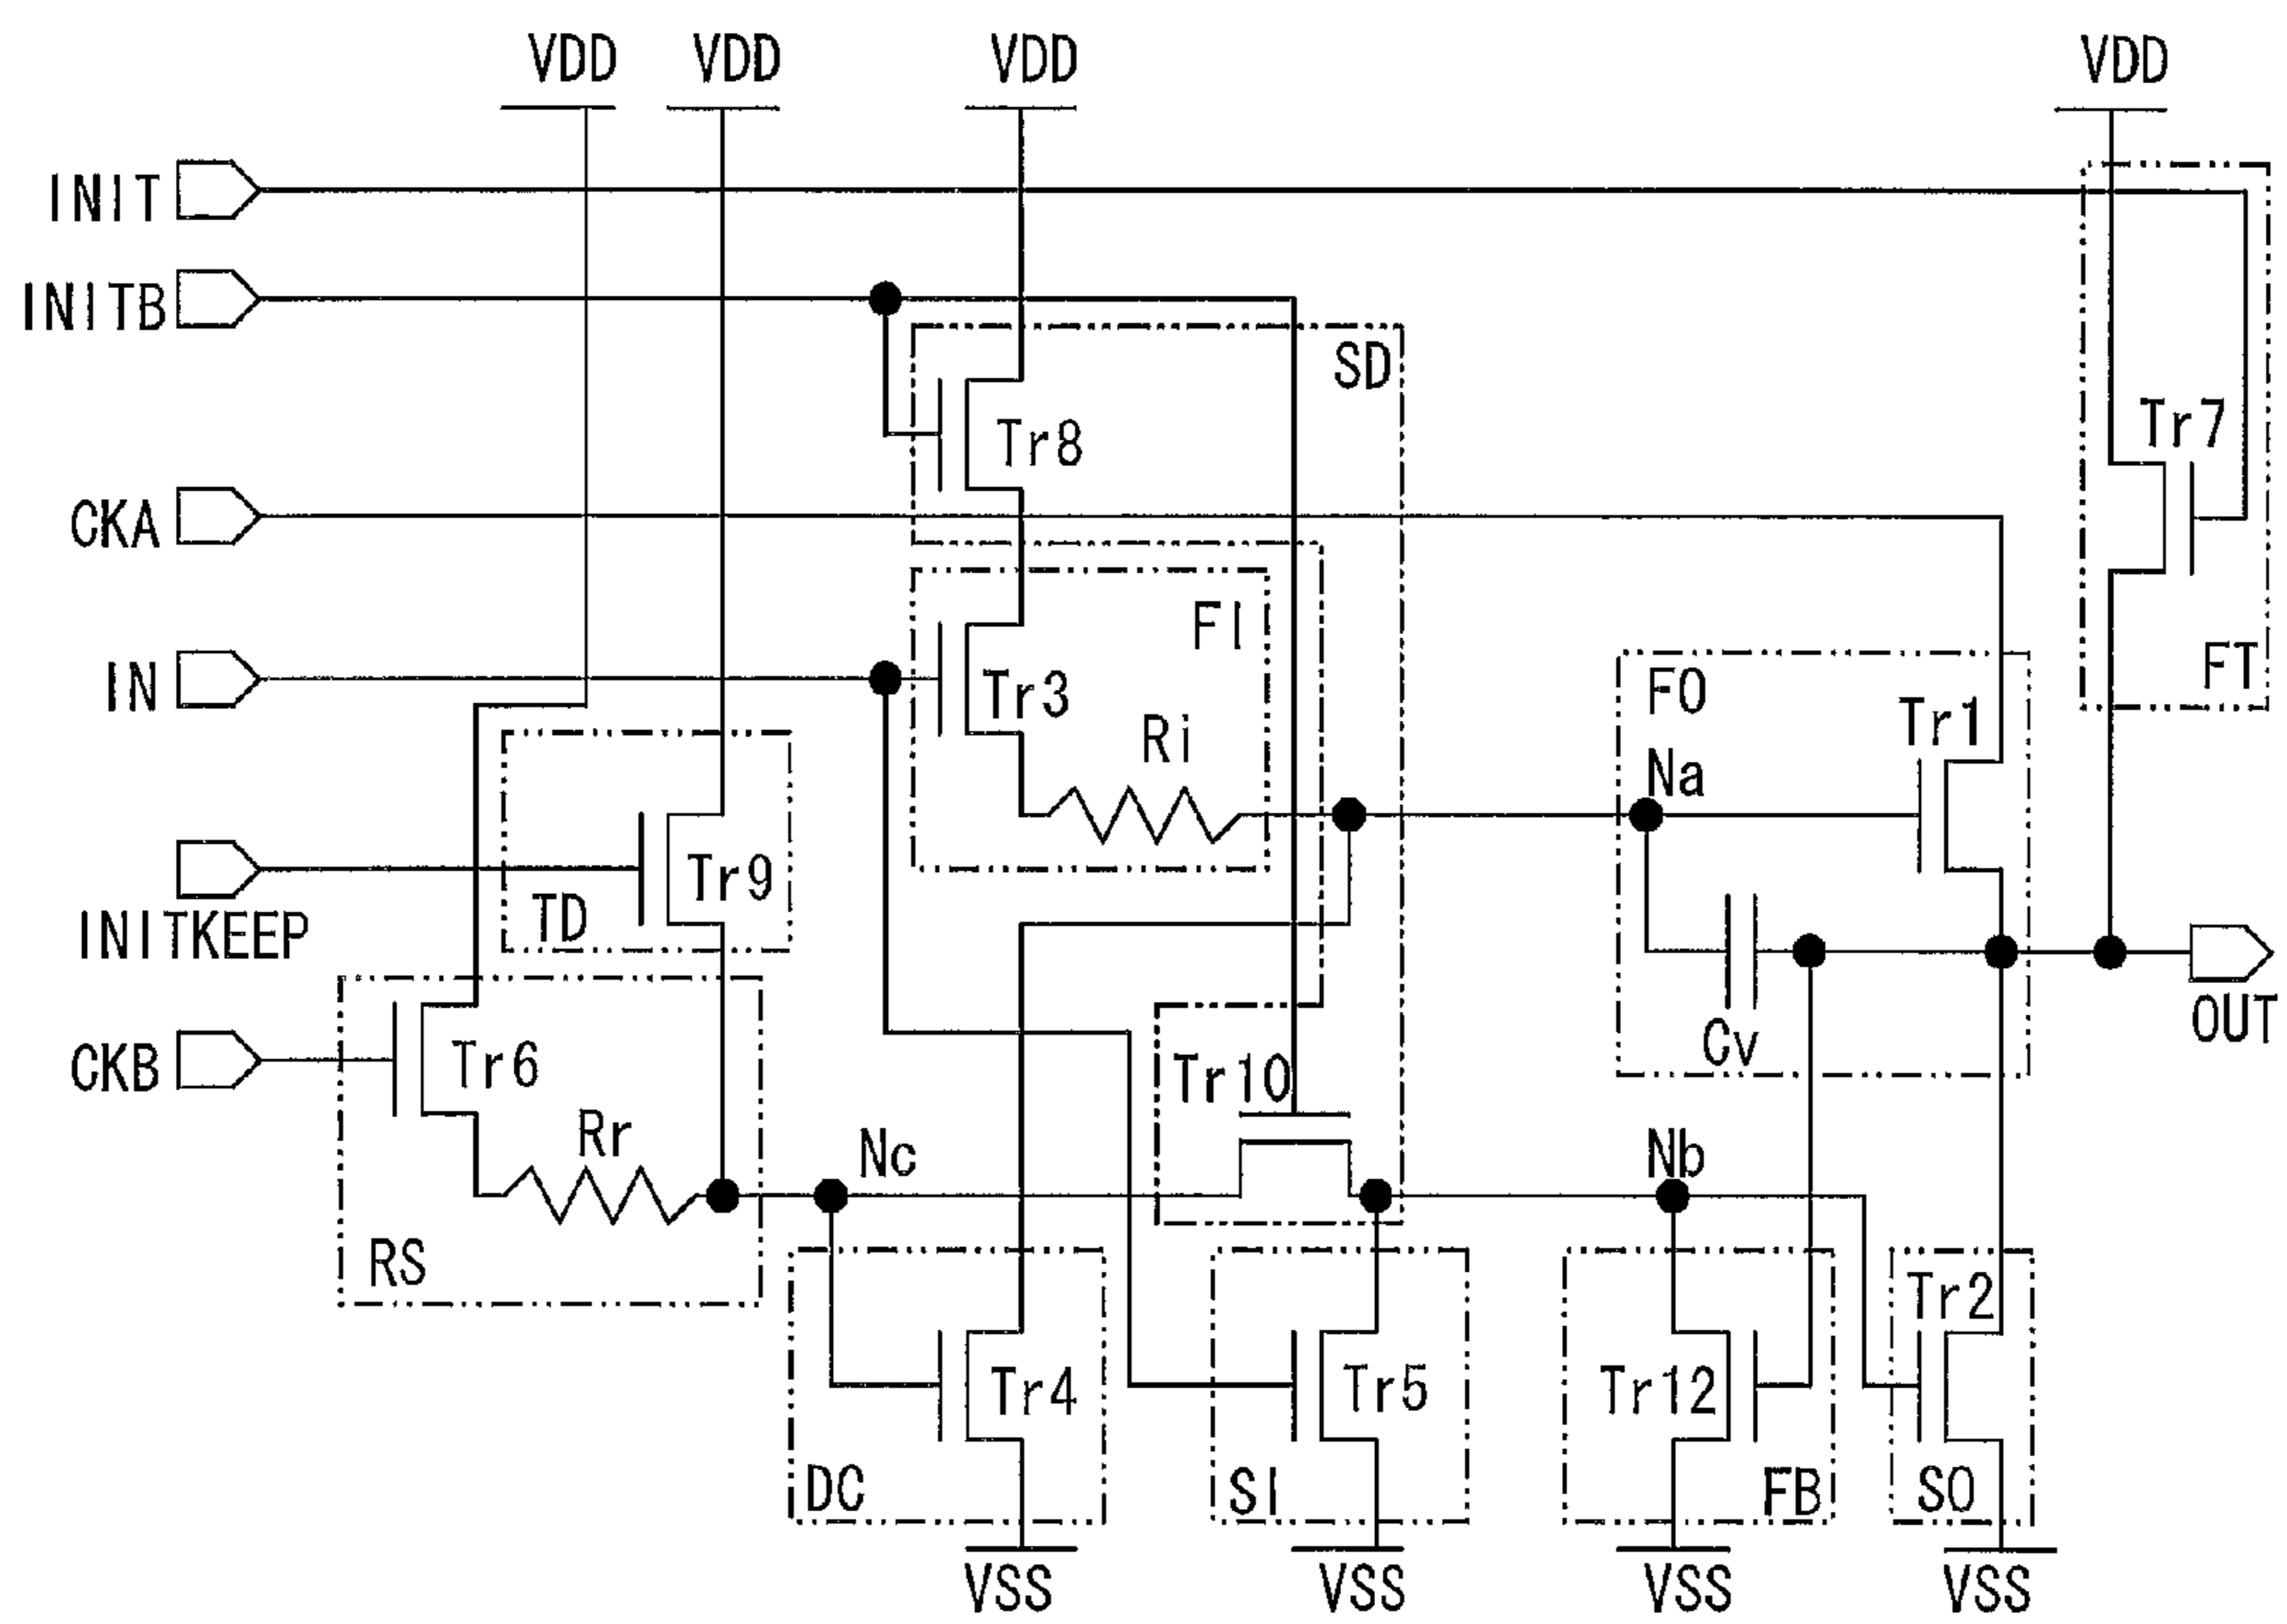 VDD VDD VDD VDD
INIT
INITB
SD
Tr8
Tr7
CKA
FI
FT
IN
Tr3
Ri
FO
Tr1
Na
Tr9
TD
INITKEEP
OUT
Cv
CKB
Tr6
Tr10
Rr
Nc
Nb
RS
Tr2
Tr4
Tr5
Tr12
DC
SI
FB
SO
VSS VSS VSS VSS